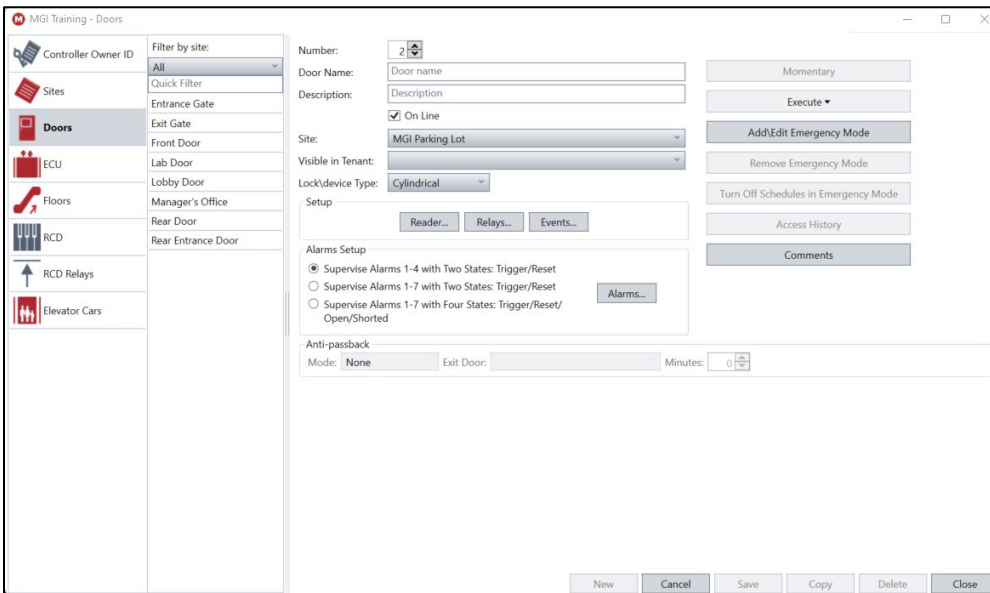 MGI Training - Doors
Controller Owner ID
Sites
Doors
ECU
Floors
RCD
RCD Relays
Elevator Cars
Filter by site:
All
Quick Filter
Entrance Gate
Exit Gate
Front Door
Lab Door
Lobby Door
Manager's Office
Rear Door
Rear Entrance Door
Number: 2
Door Name: Door name
Description: Description
On Line
Site: MGI Parking Lot
Visible in Tenant:
Lock\device Type: Cylindrical
Setup
Reader... Relays... Events...
Alarms Setup
Supervise Alarms 1-4 with Two States: Trigger/Reset
Supervise Alarms 1-7 with Two States: Trigger/Reset
Supervise Alarms 1-7 with Four States: Trigger/Reset/
Open/Shorted
Alarms...
Anti-passback
Mode: None Exit Door: Minutes: 0
Momentary
Execute
Add\Edit Emergency Mode
Remove Emergency Mode
Turn Off Schedules in Emergency Mode
Access History
Comments
New Cancel Save Copy Delete Close